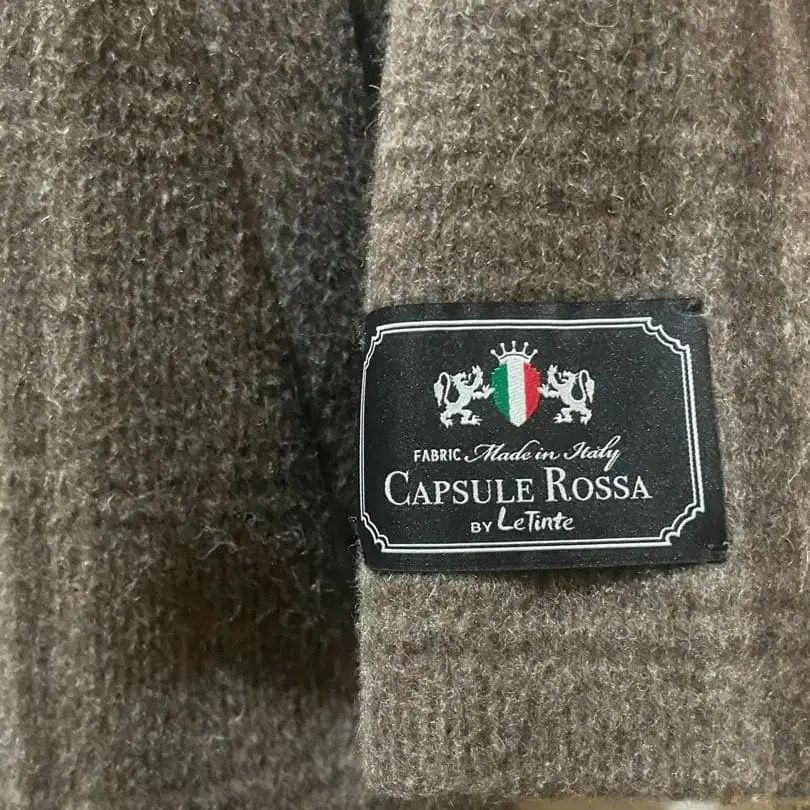 FABRIC Made in Italy
CAPSULE ROSSA
BY LeTinte